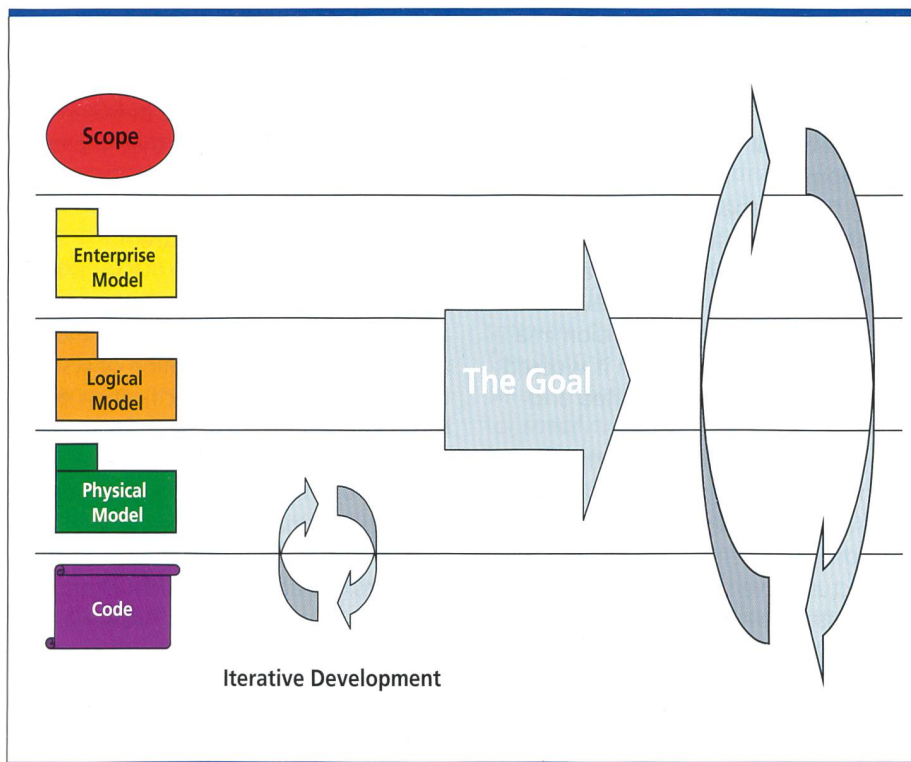 Scope
Enterprise
Model
Logical
Model
The Goal
Physical
Model
Code
Iterative Development